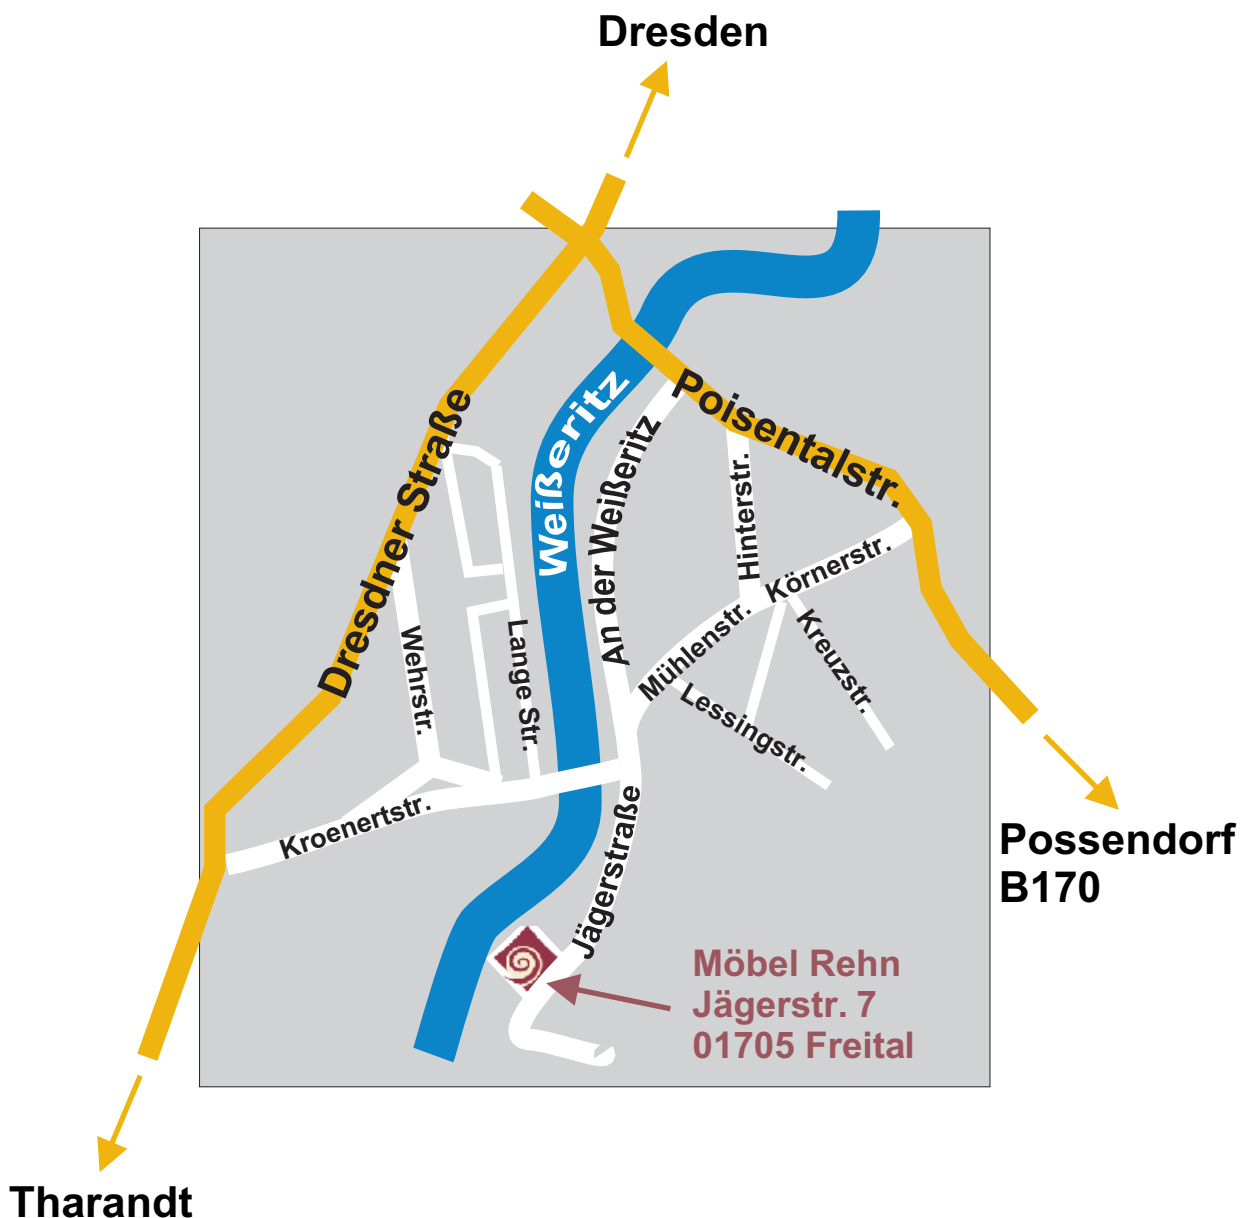 Dresden
Weißeritz
Poisentalstr.
Dresdner Straße
An der Weißeritz
Hinterstr.
Körnerstr.
Mühlenstr.
Kreuzstr.
Wehrstr.
Lange Str.
Lessingstr.
Kroenertstr.
Jägerstraße
Possendorf
B170
Möbel Rehn
Jägerstr. 7
01705 Freital
Tharandt